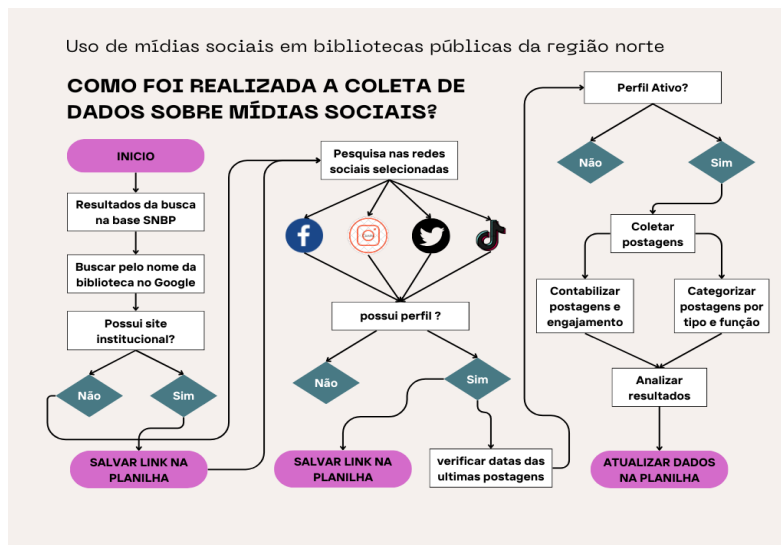 Uso de mídias sociais em bibliotecas públicas da região norte
COMO FOI REALIZADA A COLETA DE
DADOS SOBRE MÍDIAS SOCIAIS?
INICIO
Resultados da busca
na base SNBP
Buscar pelo nome da
biblioteca no Google
Possui site
institucional?
Não
Sim
SALVAR LINK NA
PLANILHA
Pesquisa nas redes
sociais selecionadas
possui perfil ?
Não
Sim
SALVAR LINK NA
PLANILHA
verificar datas das
ultimas postagens
Perfil Ativo?
Não
Sim
Coletar
postagens
Contabilizar
postagens e
engajamento
Categorizar
postagens por
tipo e função
Analizar
resultados
ATUALIZAR DADOS
NA PLANILHA